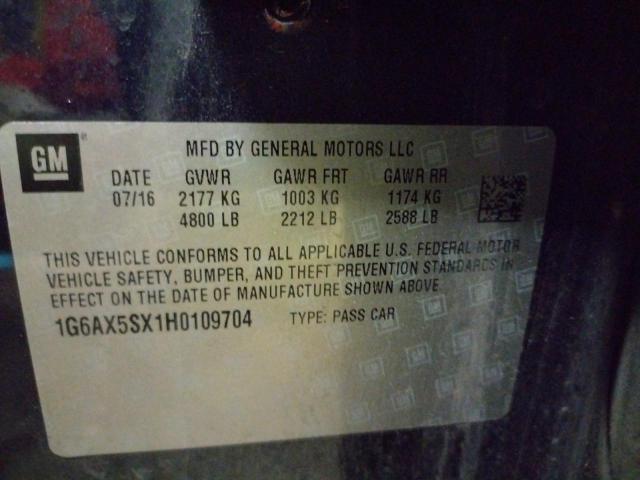 GM
MFD BY GENERAL MOTORS LLC
DATE GVWR GAWR FRT GAWR RR
07/16 2177 KG 1003 KG 1174 KG
4800 LB 2212 LB 2588 LB
THIS VEHICLE CONFORMS TO ALL APPLICABLE U.S. FEDERAL MOTOR
VEHICLE SAFETY, BUMPER, AND THEFT PREVENTION STANDARDS IN
EFFECT ON THE DATE OF MANUFACTURE SHOWN ABOVE
1G6AX5SX1H0109704 TYPE: PASS CAR